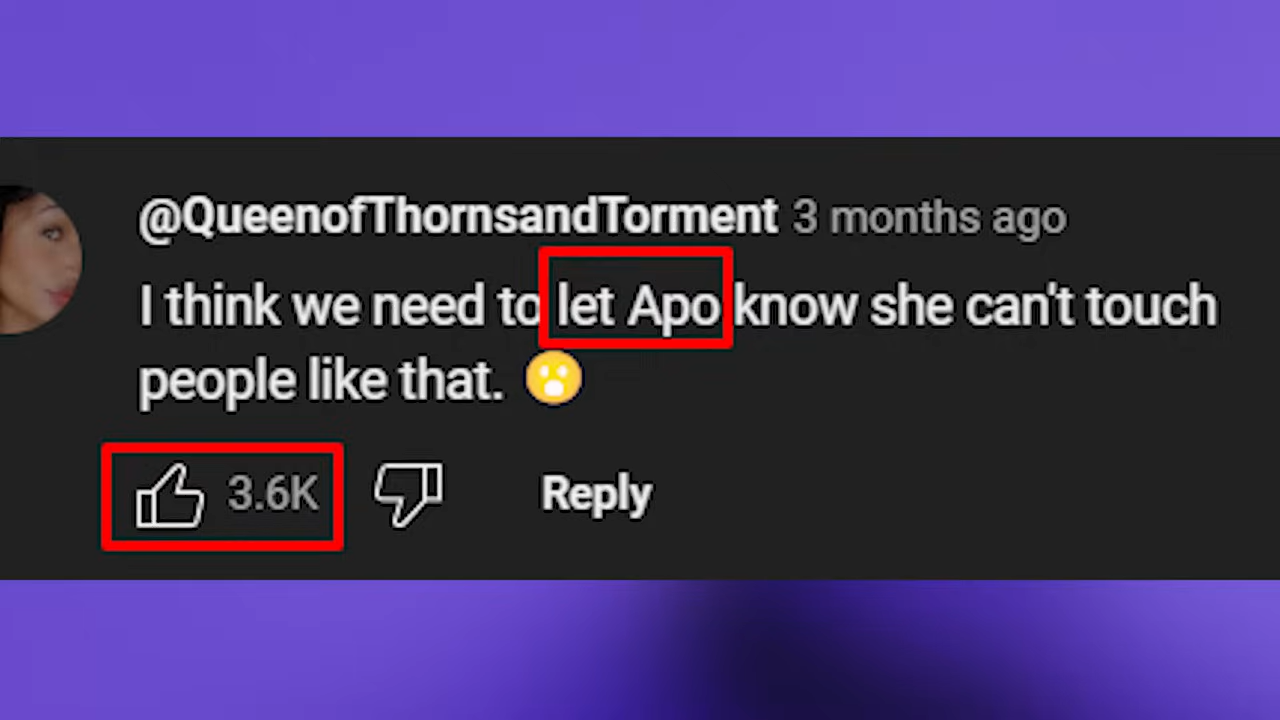 @QueenofThornsandTorment 3 months ago
I think we need to let Apo know she can't touch
people like that. 😮
3.6K Reply